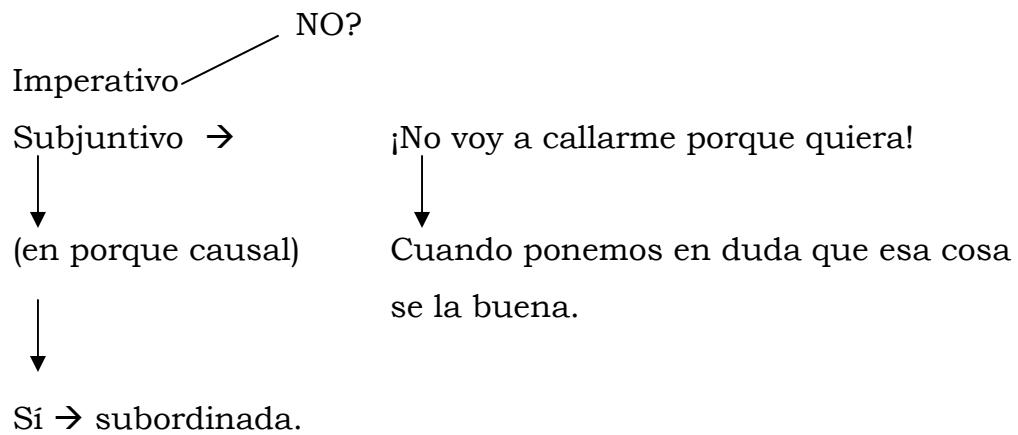 NO?
Imperativo
Subjuntivo → ¡No voy a callarme porque quiera!
(en porque causal) Cuando ponemos en duda que esa cosa
se la buena.
Sí → subordinada.